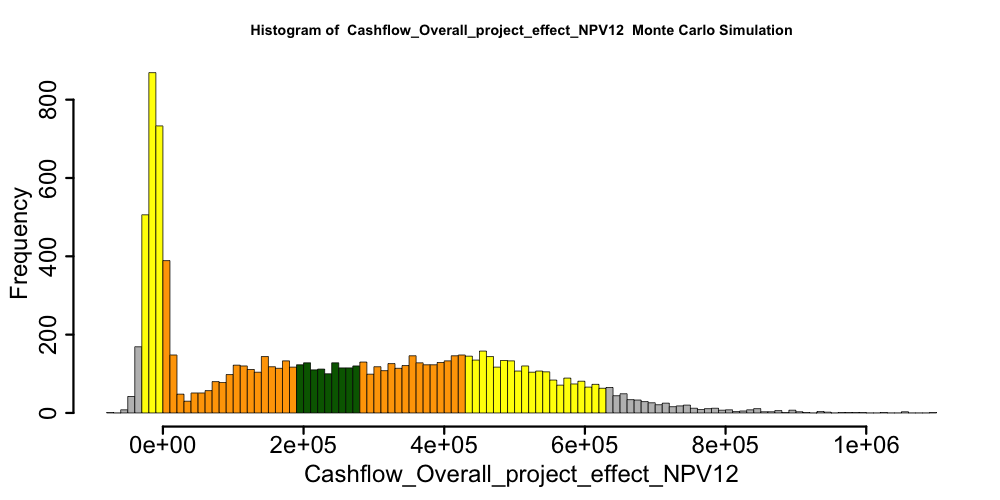 Histogram of  Cashflow_Overall_project_effect_NPV12  Monte Carlo Simulation
Frequency
800
600
400
200
0
0e+00 2e+05 4e+05 6e+05 8e+05 1e+06
Cashflow_Overall_project_effect_NPV12